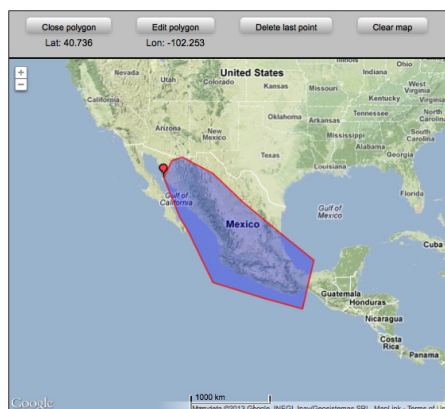 Close polygon
Edit polygon
Delete last point
Clear map
Lat: 40.736
Lon: -102.253
Ohio
Nevada
Utah
United States
Illinois
Indiana
West
Virginia
Colorado
Kansas
Missouri
Kentucky
Virginia
California
North
Carolina
Oklahoma
Arkansas
Tennessee
Arizona
New
Mexico
Mississippi
South
Carolina
Alabama
Georgia
Texas
Louisiana
Gulf of
California
Florida
Gulf of
Mexico
Mexico
Cuba
Guatemala
Honduras
Nicaragua
Costa
Rica
Panama
1000 km
Google